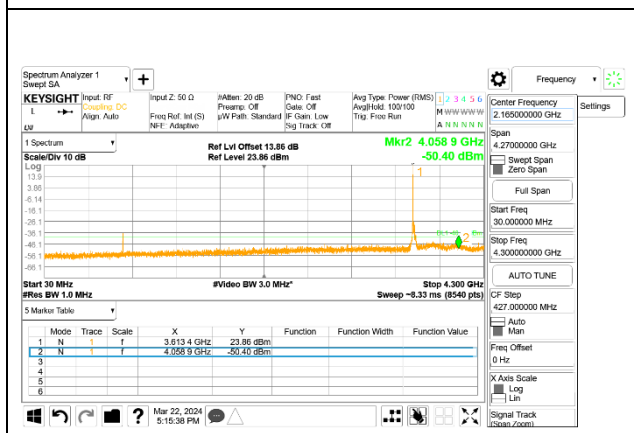 Spectrum Analyzer 1
Swept SA
Frequency
KEYSIGHT
L
Input: RF
Coupling: DC
Align: Auto
Input Z: 50 Ω
Freq Ref: Int (S)
NFE: Adaptive
#Atten: 20 dB
Preamp: Off
µW Path: Standard
PNO: Fast
Gate: Off
IF Gain: Low
Sig Track: Off
Avg Type: Power (RMS)
Avg|Hold: 100/100
Trig: Free Run
1 2 3 4 5 6
M W W W W W
A N N N N N
Center Frequency
2.165000000 GHz
Settings
Span
4.27000000 GHz
Swept Span
Zero Span
Full Span
Start Freq
30.000000 MHz
Stop Freq
4.300000000 GHz
AUTO TUNE
CF Step
427.000000 MHz
Auto
Man
Freq Offset
0 Hz
X Axis Scale
Log
Lin
Signal Track
(Span Zoom)
1 Spectrum
Scale/Div 10 dB
Log
Ref Lvl Offset 13.86 dB
Ref Level 23.86 dBm
Mkr2 4.058 9 GHz
-50.40 dBm
13.9
3.86
-6.14
-16.1
-26.1
-36.1
-46.1
-56.1
-66.1
1
2
Start 30 MHz
#Res BW 1.0 MHz
#Video BW 3.0 MHz*
Stop 4.300 GHz
Sweep ~8.33 ms (8540 pts)
5 Marker Table
Mode Trace Scale X Y Function Function Width Function Value
1 N 1 f 3.613 4 GHz 23.86 dBm
2 N 1 f 4.058 9 GHz -50.40 dBm
3
4
5
6
?
Mar 22, 2024
5:15:38 PM